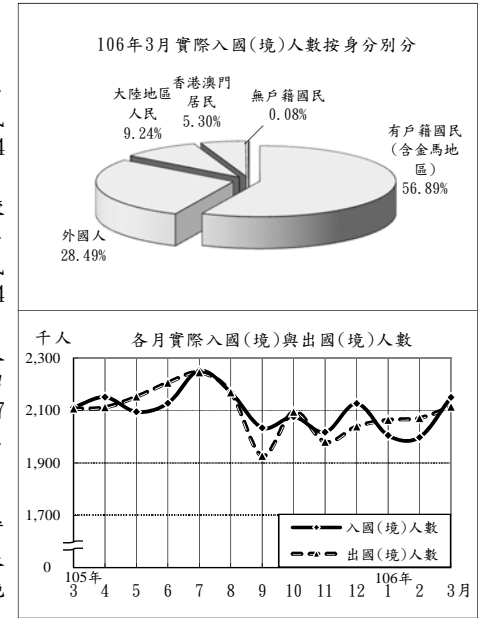 106年3月實際入國(境)人數按身分別分
大陸地區
人民
9.24%
香港澳門
居民
5.30%
無戶籍國民
0.08%
有戶籍國民
(含金馬地
區)
56.89%
外國人
28.49%
千人
各月實際入國(境)與出國(境)人數
2,300
2,100
1,900
1,700
0
入國(境)人數
出國(境)人數
105年
106年
3 4 5 6 7 8 9 10 11 12 1 2 3月